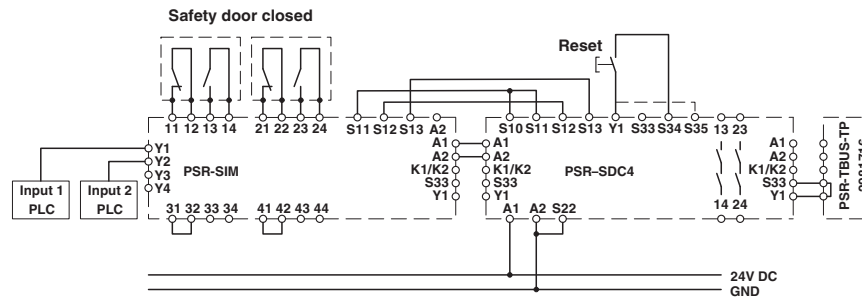 Safety door closed
Reset
11 12 13 14
21 22 23 24
S11 S12 S13 A2
S10 S11 S12 S13 Y1 S33 S34 S35 13 23
Y1
Y2
Y3
Y4
PSR-SIM
A1
A2
K1/K2
S33
Y1
A1
A2
K1/K2
S33
Y1
PSR–SDC4
A1
A2
K1/K2
S33
Y1
PSR-TBUS-TP
Input 1
PLC
Input 2
PLC
31 32 33 34
41 42 43 44
A1 A2 S22
14 24
24V DC
GND